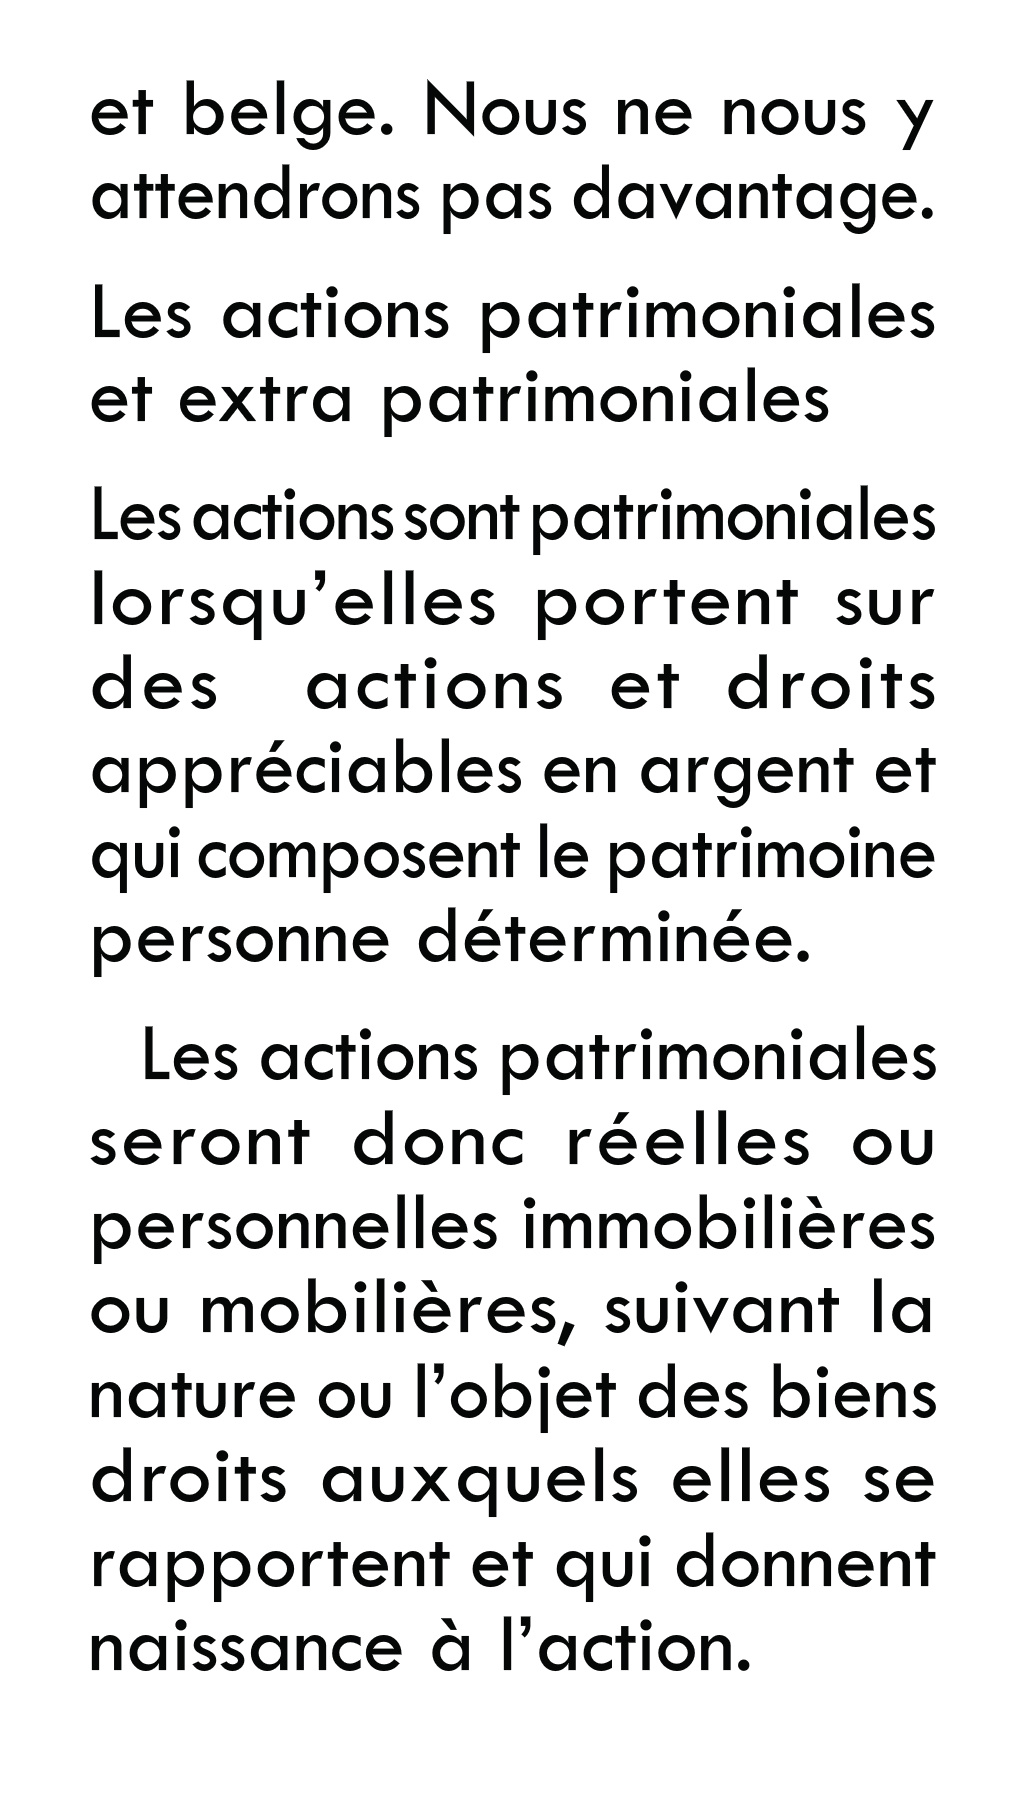 et belge. Nous ne nous y
attendrons pas davantage.
Les actions patrimoniales
et extra patrimoniales
Les actions sont patrimoniales
lorsqu’elles portent sur
des actions et droits
appréciables en argent et
qui composent le patrimoine
personne déterminée.
Les actions patrimoniales
seront donc réelles ou
personnelles immobilières
ou mobilières, suivant la
nature ou l’objet des biens
droits auxquels elles se
rapportent et qui donnent
naissance à l’action.